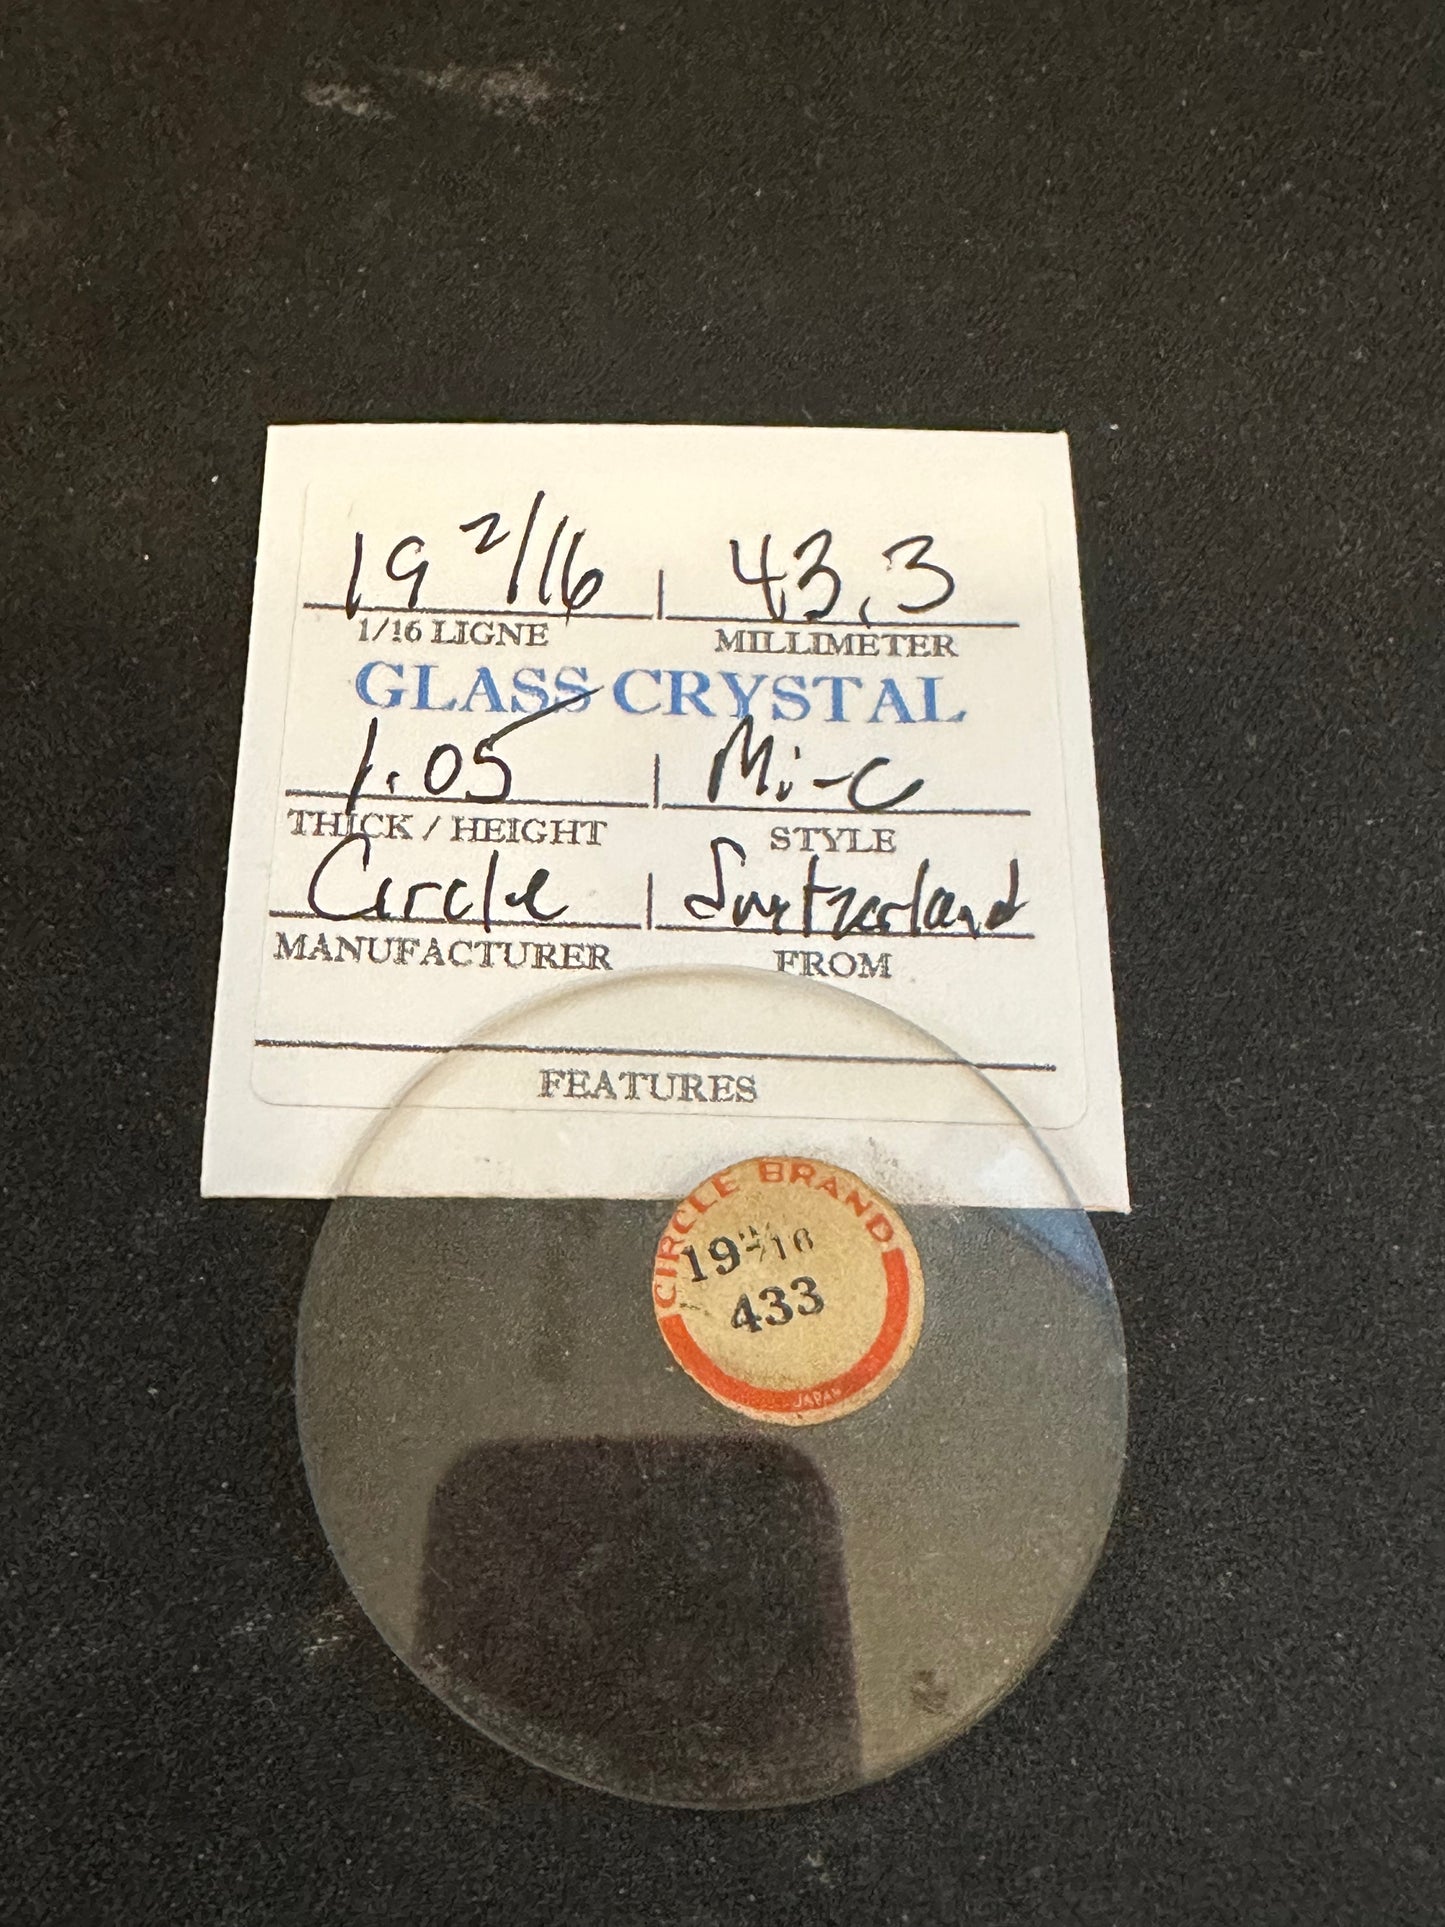 19 2/16 | 43.3
1/16 LIGNE MILLIMETER
GLASS CRYSTAL
1.05 | Mi-C
THICK / HEIGHT STYLE
Circle | Switzerland
MANUFACTURER FROM
FEATURES
CIRCLE BRAND
19 2/16
433
JAPAN